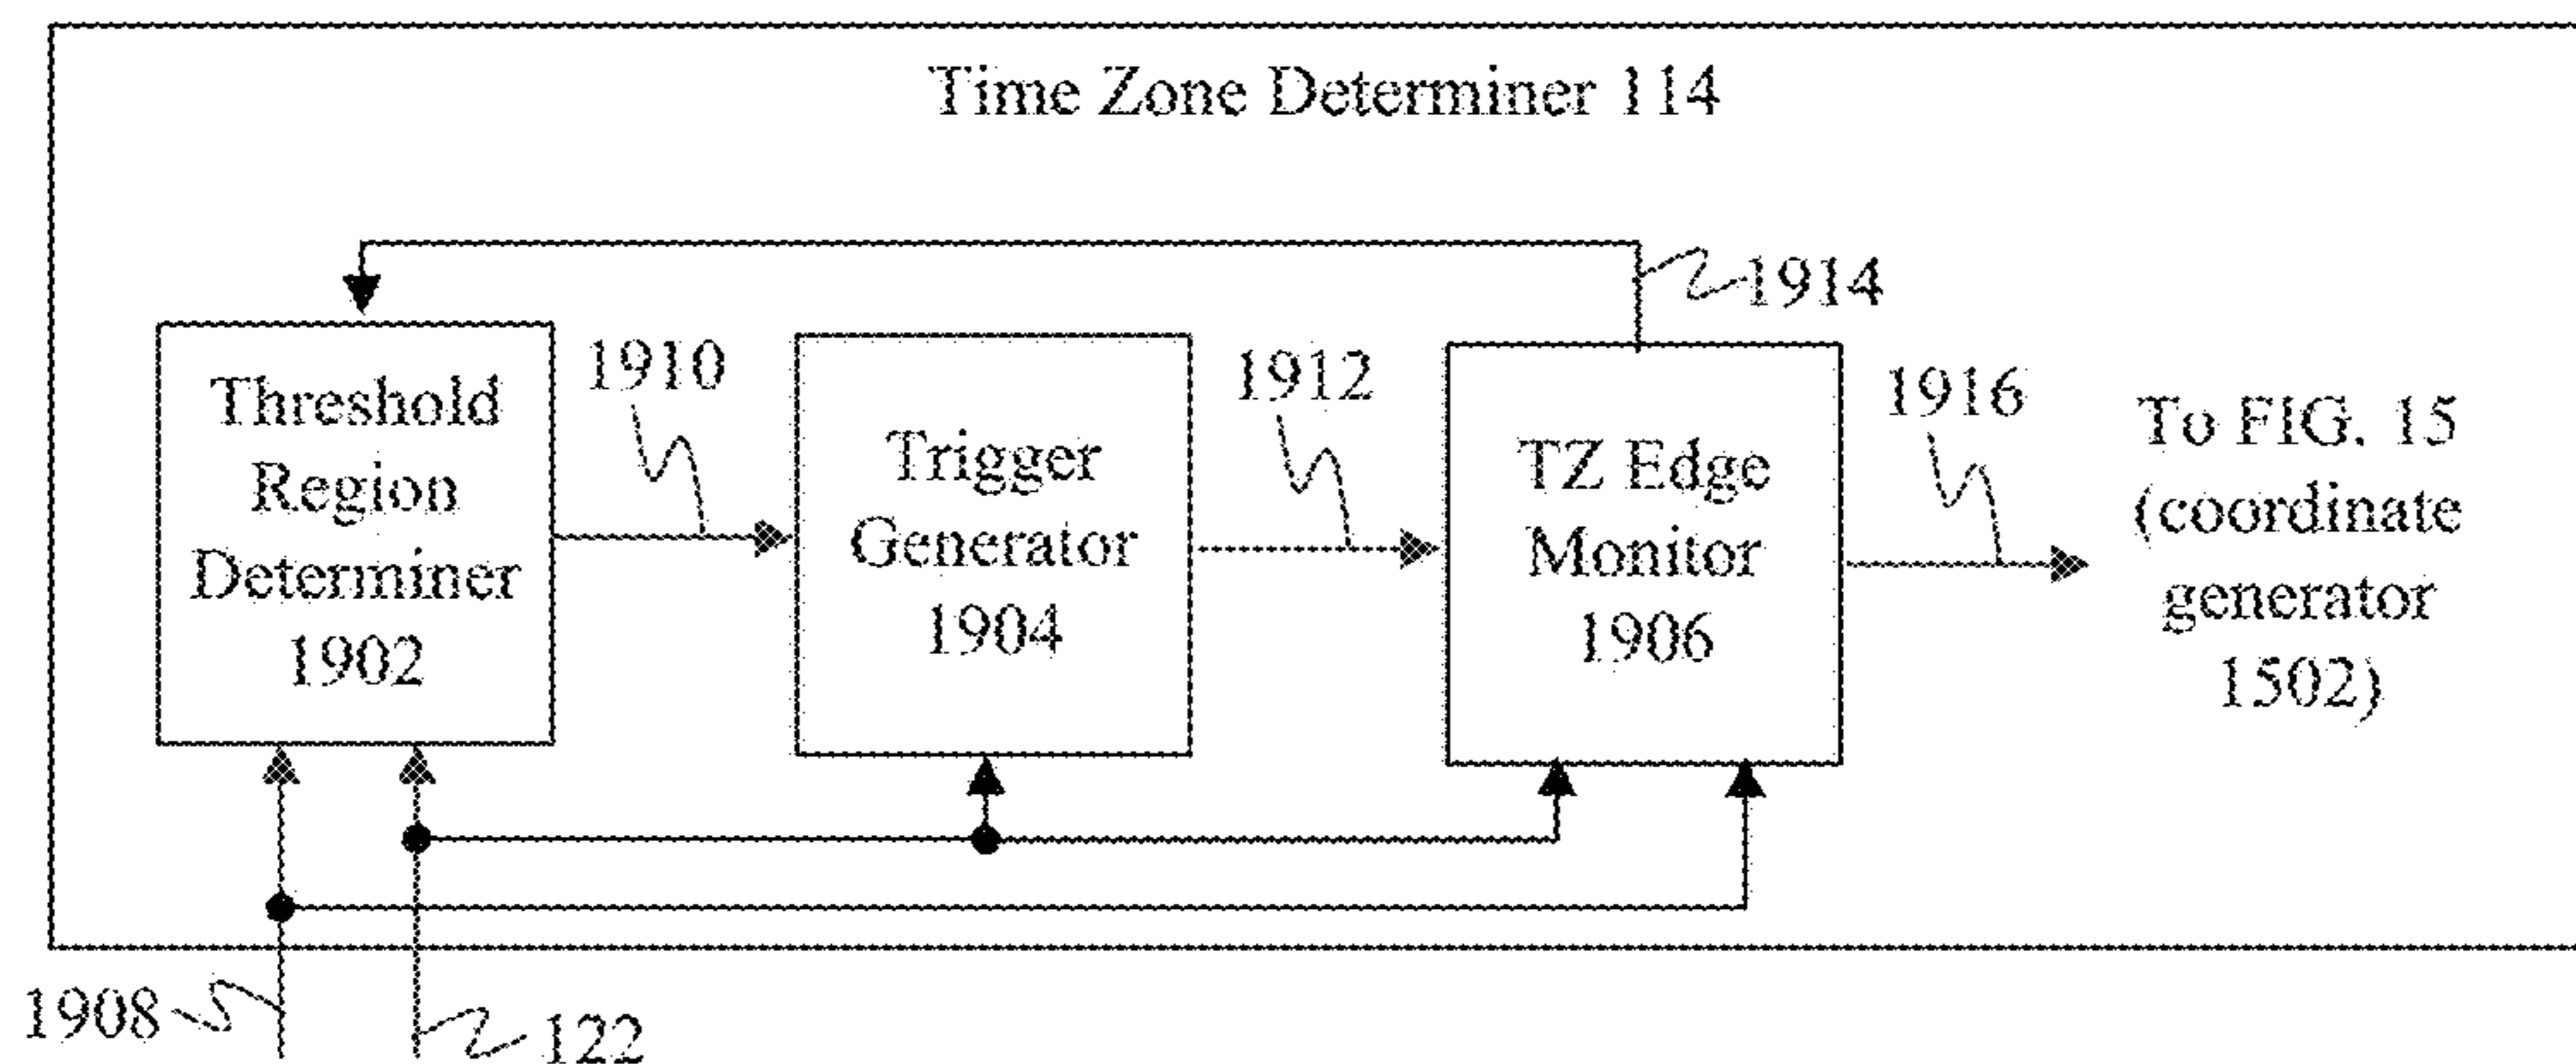 Time Zone Determiner 114
1914
1910
1912
1916
Threshold
Region
Determiner
1902
Trigger
Generator
1904
TZ Edge
Monitor
1906
To FIG. 15
(coordinate
generator
1502)
1908
122